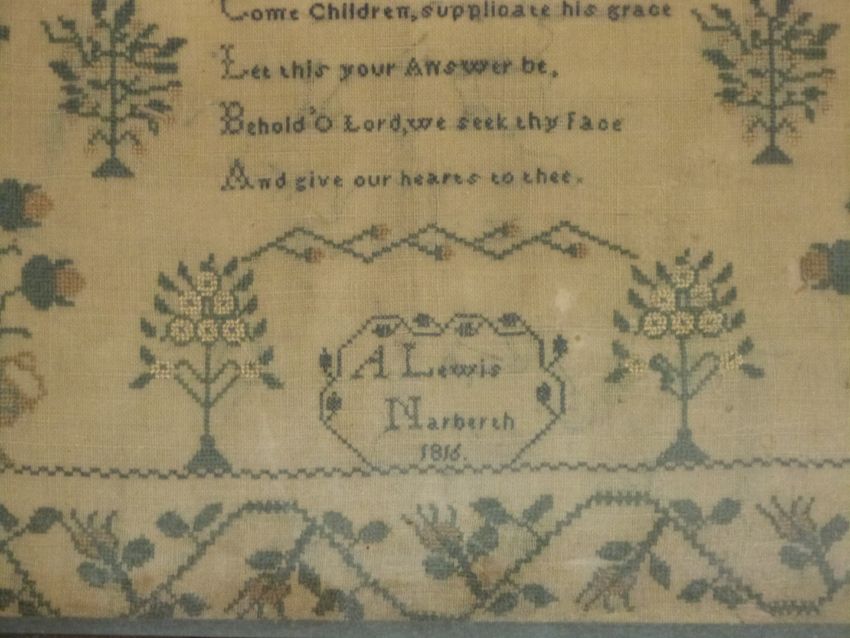 Come Children, supplicate his grace
Let this your Answer be,
Behold O Lord, we seek thy face
And give our hearts to thee.
A Lewis
Narberth
1816.